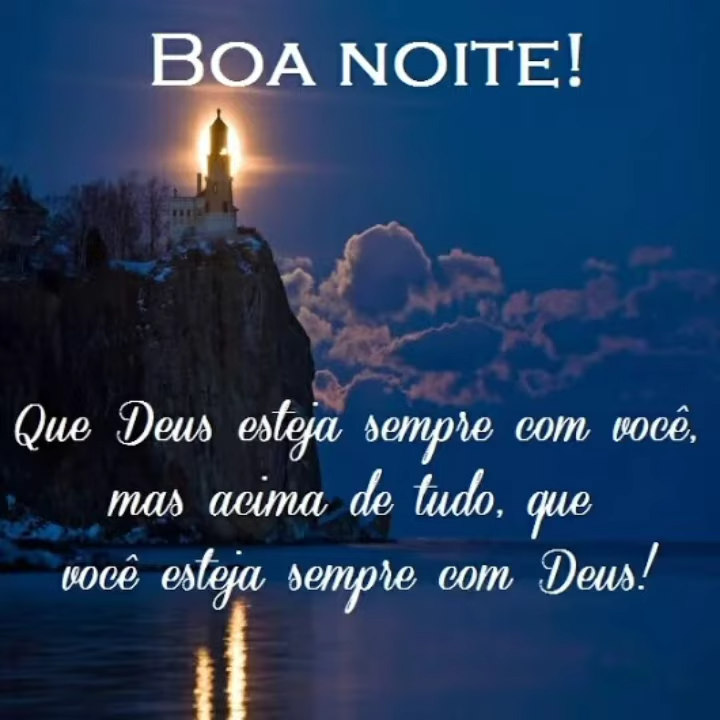 BOA NOITE!
Que Deus esteja sempre com você,
mas acima de tudo, que
você esteja sempre com Deus!